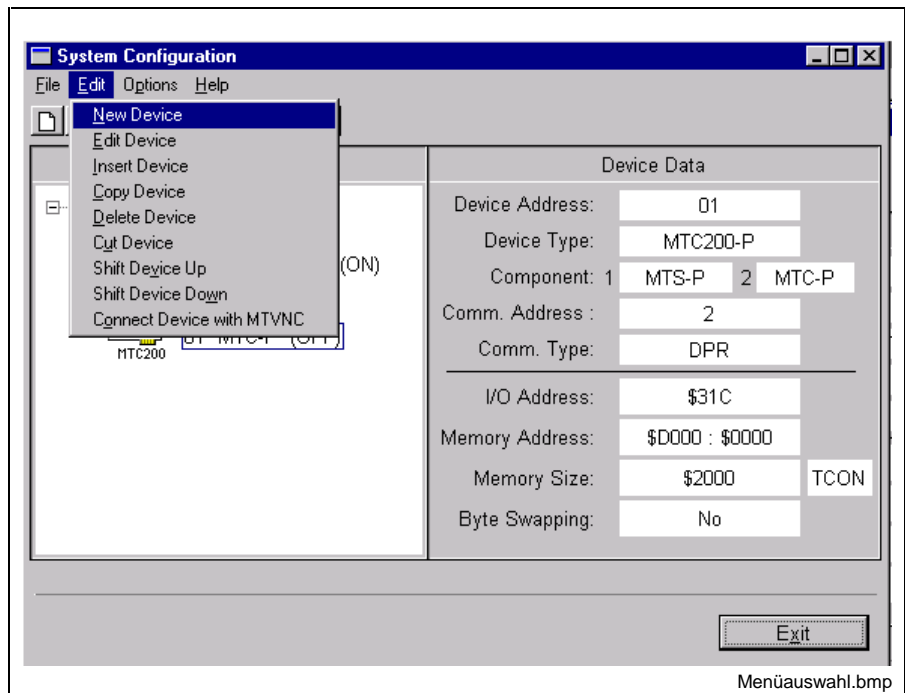 System Configuration
File Edit Options Help
New Device
Edit Device
Insert Device
Copy Device
Delete Device
Cut Device
Shift Device Up
Shift Device Down
Connect Device with MTVNC
(ON)
MTC200
Device Data
Device Address: 01
Device Type: MTC200-P
Component: 1 MTS-P 2 MTC-P
Comm. Address : 2
Comm. Type: DPR
I/O Address: $31C
Memory Address: $D000 : $0000
Memory Size: $2000 TCON
Byte Swapping: No
Exit
Menüauswahl.bmp